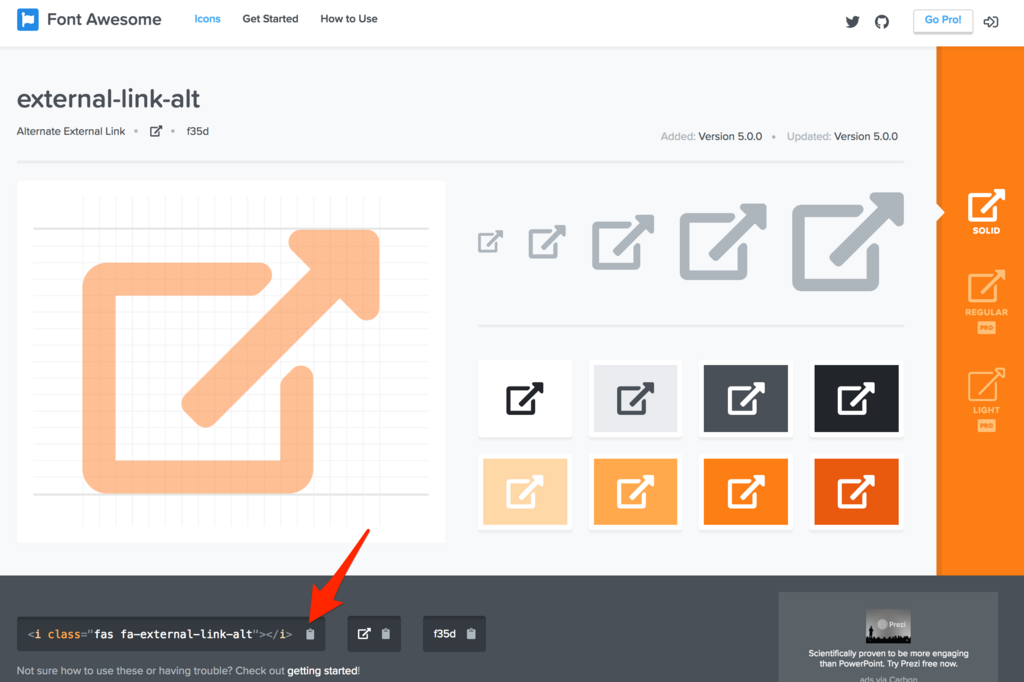 Font Awesome
Icons
Get Started
How to Use
Go Pro!
external-link-alt
Alternate External Link • • f35d
Added: Version 5.0.0 • Updated: Version 5.0.0
SOLID
REGULAR
PRO
LIGHT
PRO
<i class="fas fa-external-link-alt"></i>
f35d
Not sure how to use these or having trouble? Check out getting started!
Prezi
Scientifically proven to be more engaging
than PowerPoint. Try Prezi free now.
ads via Carbon